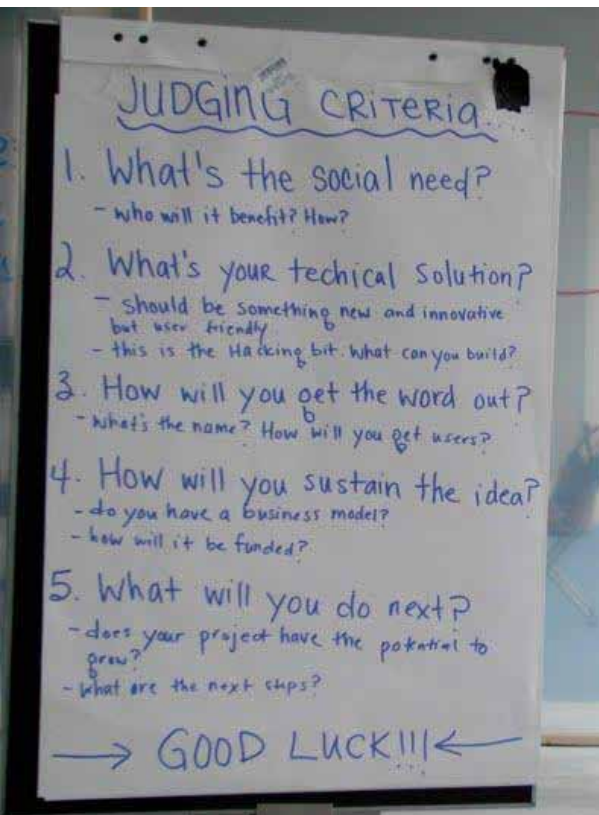 JUDGING CRITERIA
1. What's the social need?
- who will it benefit? How?
2. What's your techical solution?
- should be something new and innovative
but user friendly
- this is the Hacking bit. What can you build?
3. How will you get the word out?
- what's the name? How will you get users?
4. How will you sustain the idea?
- do you have a business model?
- how will it be funded?
5. What will you do next?
- does your project have the potential to
grow?
- what are the next steps?
→ GOOD LUCK!!! ←